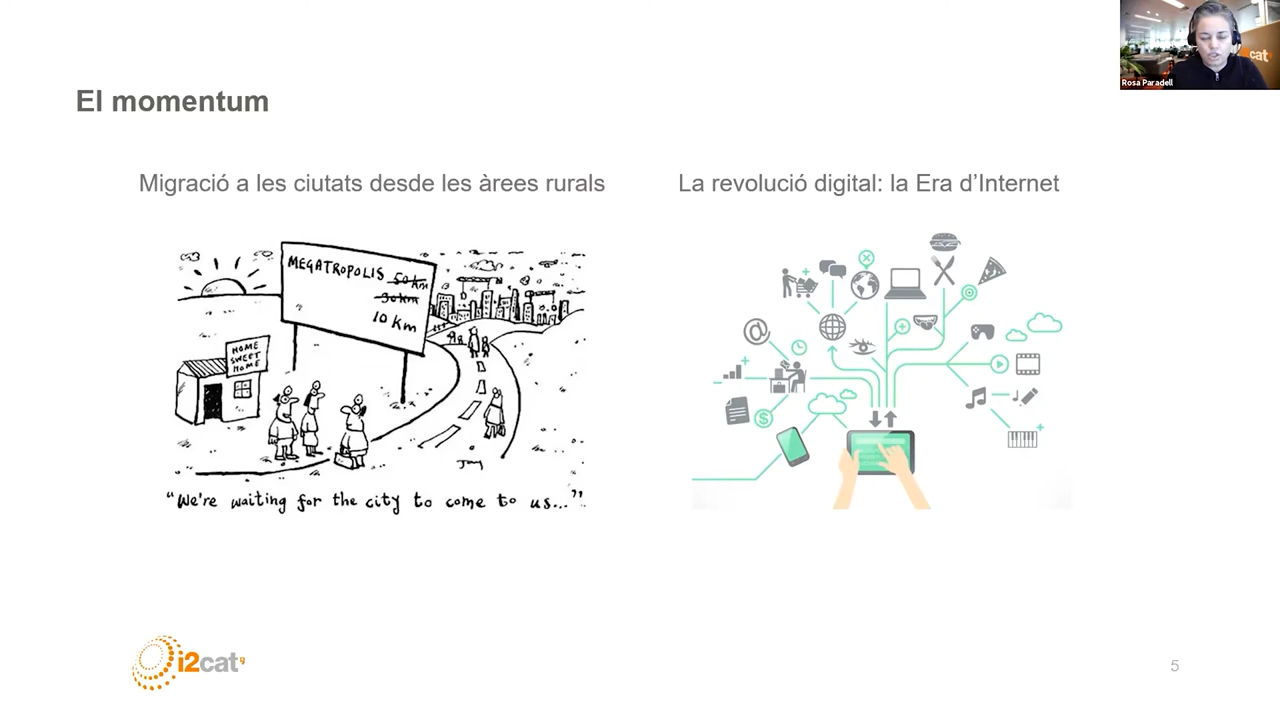 cat
Rosa Paradell
El momentum
Migració a les ciutats desde les àrees rurals
La revolució digital: la Era d’Internet
MEGATROPOLIS 50 km
30 km
10 km
HOME
SWEET
HOME
"We're waiting for the city to come to us..."
@
$
i2cat
5